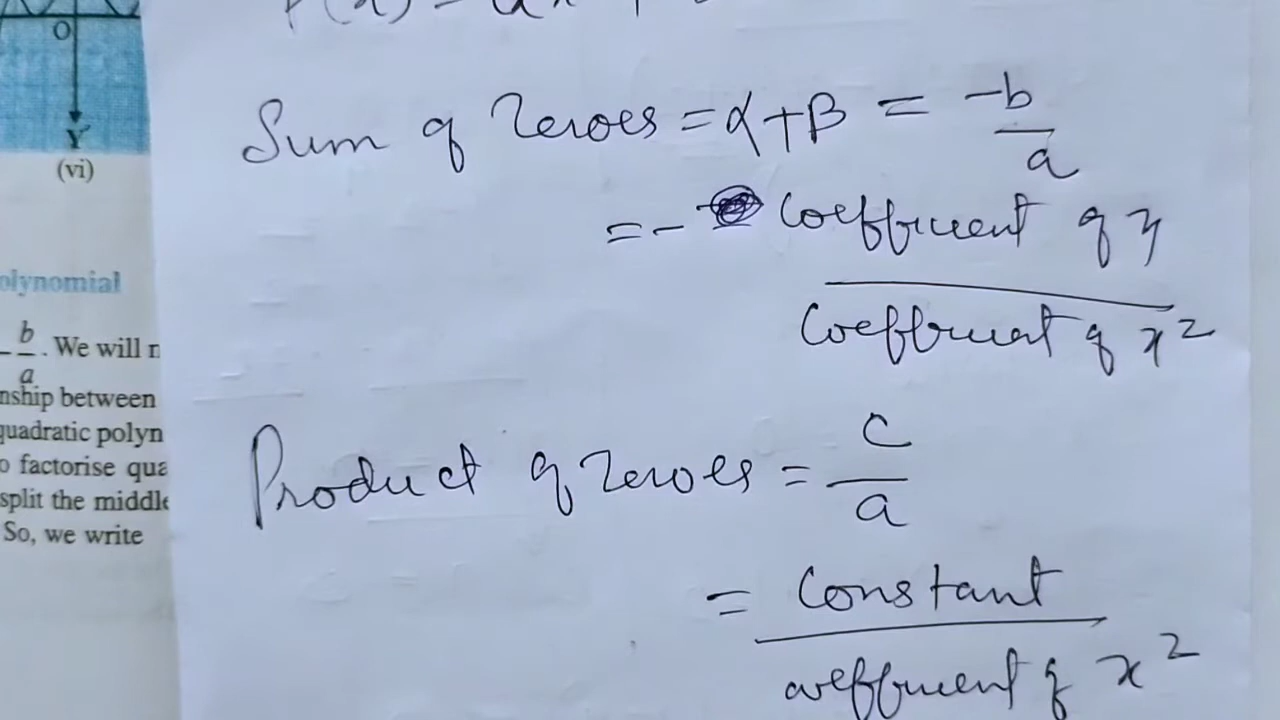 O
Y'
(vi)
olynomial
b
a
. We will n
nship between
quadratic polyn
o factorise qua
split the middle
So, we write
Sum of Zeroes = α+β = -b
a
= - Coefficient of x
Coefficient of x²
Product of zeroes = c
a
= Constant
coefficient of x²